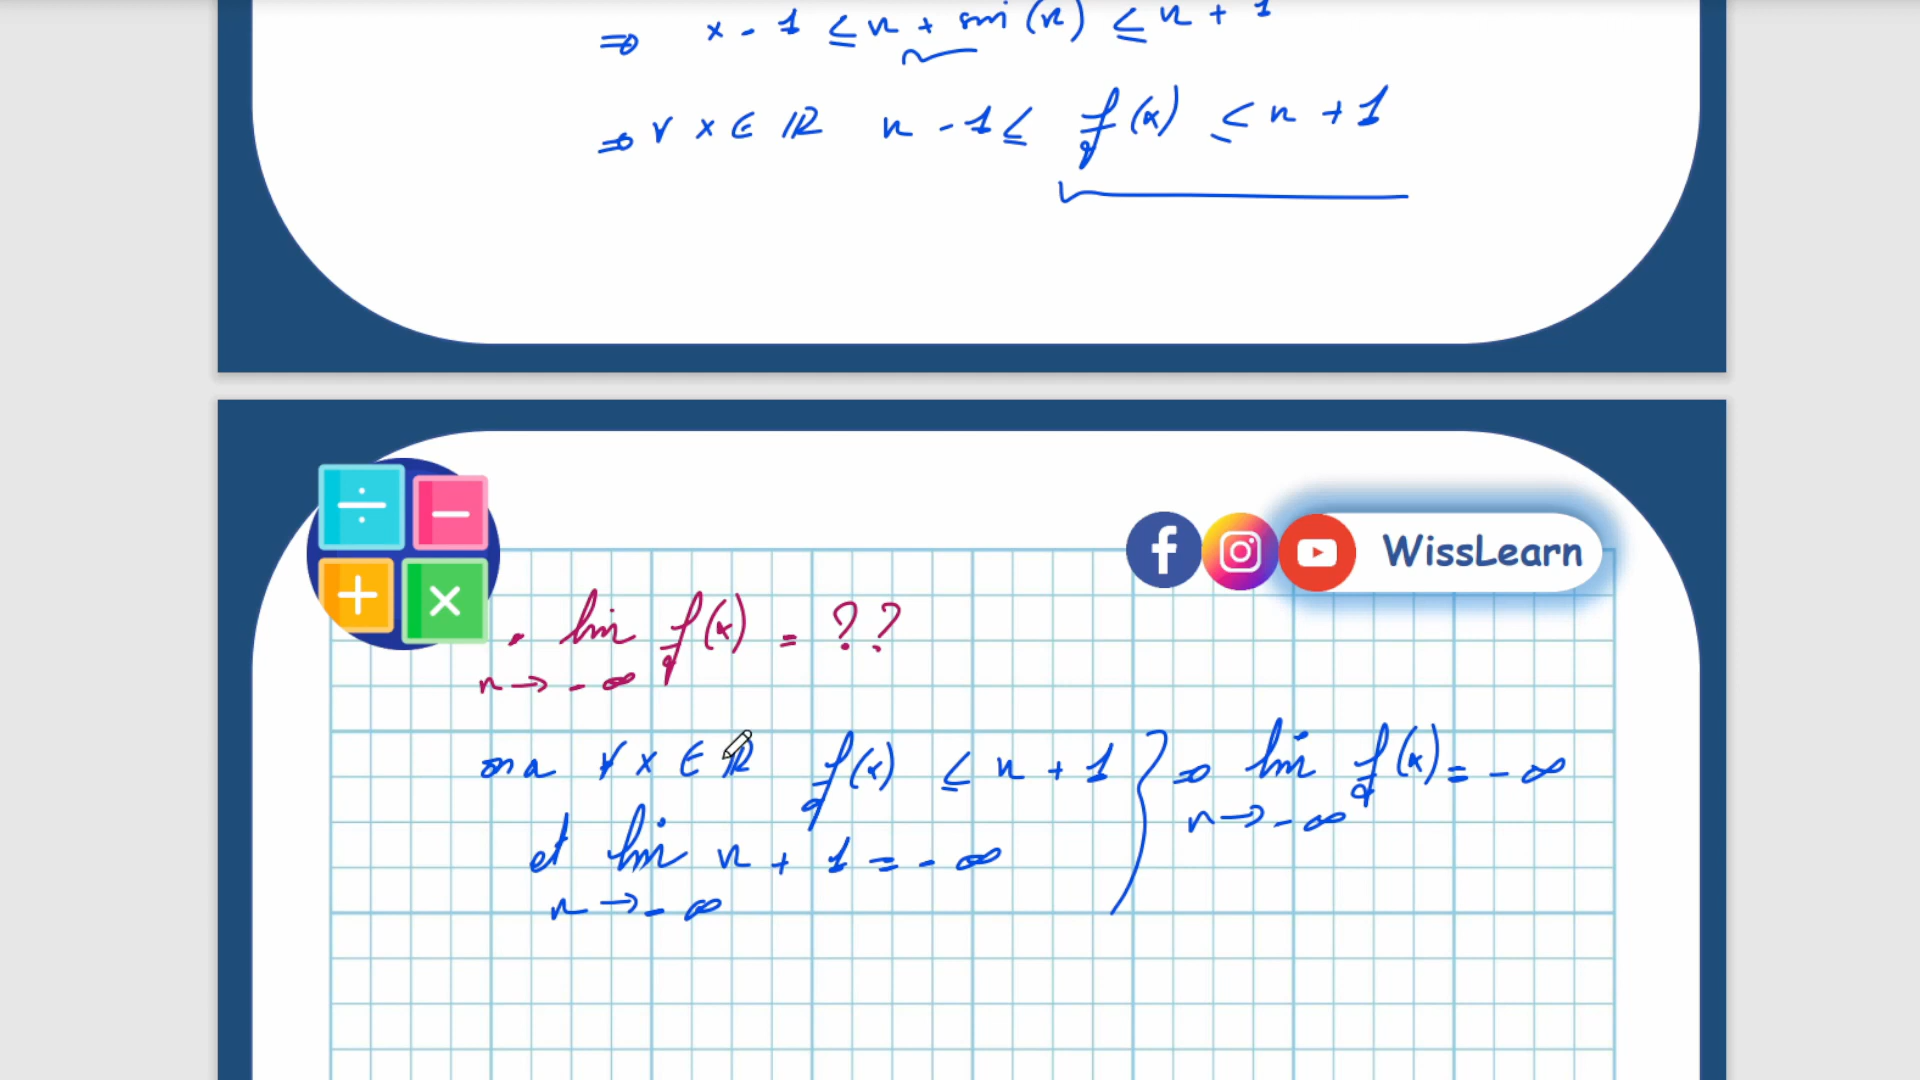 ⇒ x - 1 ≤ x + sin(x) ≤ x + 1
⇒ ∀ x ∈ ℝ x - 1 ≤ f(x) ≤ x + 1
WissLearn
. lim f(x) = ??
x → - ∞
on a ∀ x ∈ ℝ f(x) ≤ x + 1 } ⇒ lim f(x) = - ∞
x → - ∞
et lim x + 1 = - ∞
x → - ∞